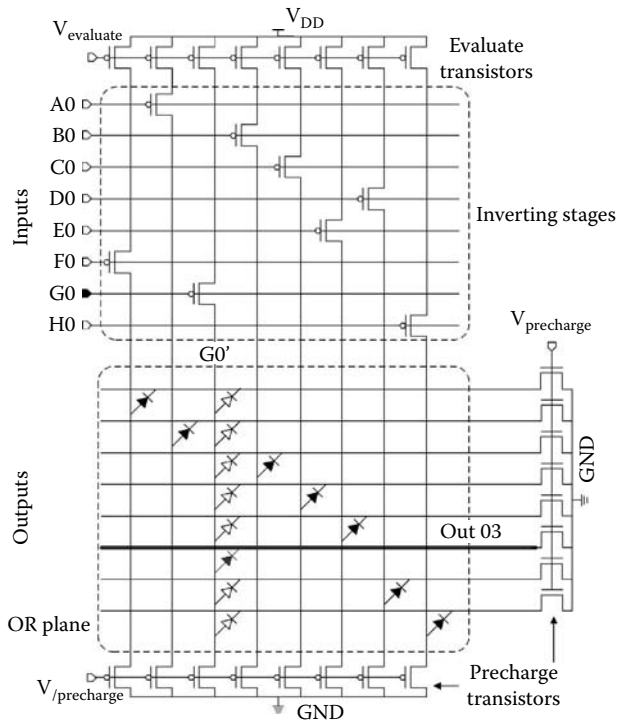 V_DD
V_evaluate
Evaluate
transistors
A0
B0
C0
D0
E0
F0
G0
H0
Inputs
Inverting stages
V_precharge
G0'
GND
Outputs
Out 03
OR plane
V_/precharge
GND
Precharge
transistors